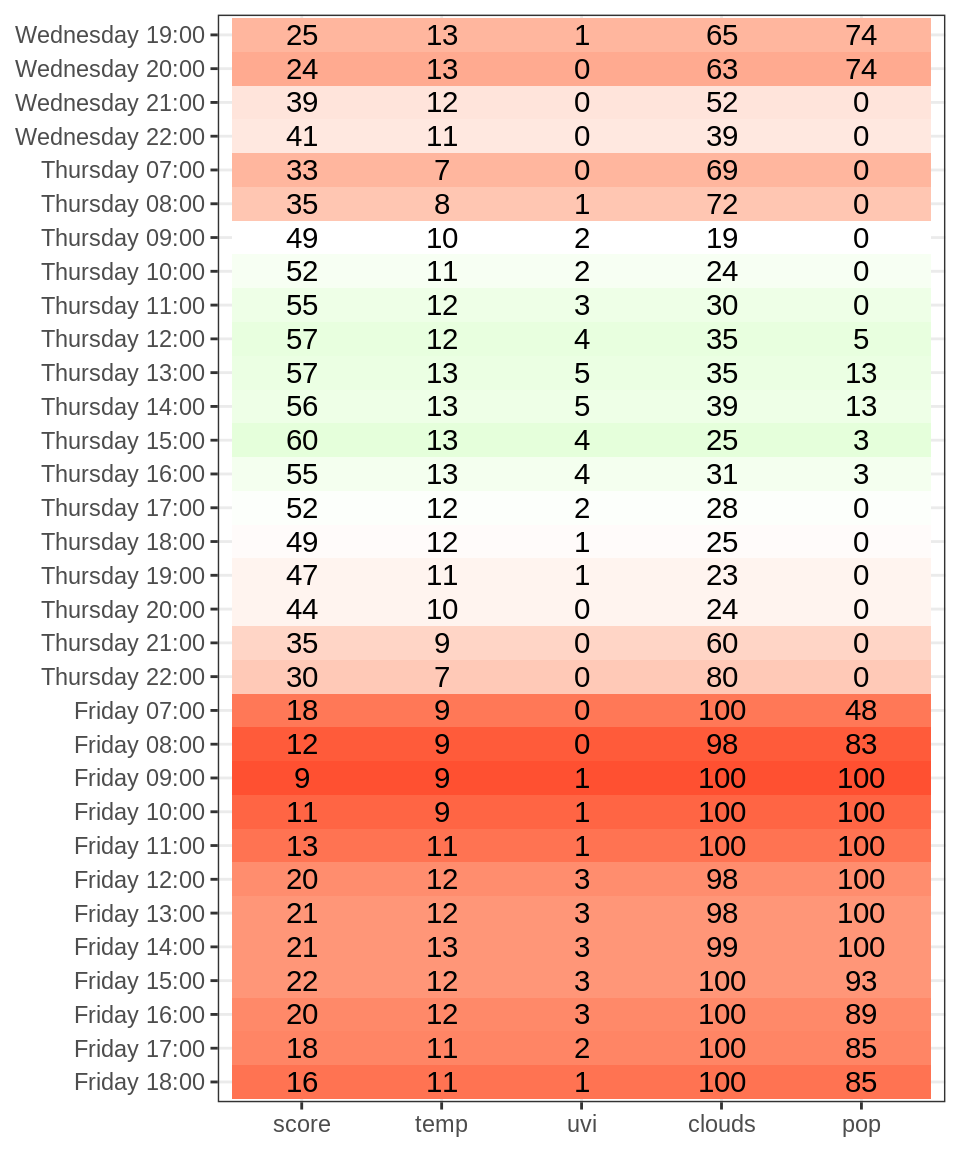 Wednesday 19:00 25 13 1 65 74
Wednesday 20:00 24 13 0 63 74
Wednesday 21:00 39 12 0 52 0
Wednesday 22:00 41 11 0 39 0
Thursday 07:00 33 7 0 69 0
Thursday 08:00 35 8 1 72 0
Thursday 09:00 49 10 2 19 0
Thursday 10:00 52 11 2 24 0
Thursday 11:00 55 12 3 30 0
Thursday 12:00 57 12 4 35 5
Thursday 13:00 57 13 5 35 13
Thursday 14:00 56 13 5 39 13
Thursday 15:00 60 13 4 25 3
Thursday 16:00 55 13 4 31 3
Thursday 17:00 52 12 2 28 0
Thursday 18:00 49 12 1 25 0
Thursday 19:00 47 11 1 23 0
Thursday 20:00 44 10 0 24 0
Thursday 21:00 35 9 0 60 0
Thursday 22:00 30 7 0 80 0
Friday 07:00 18 9 0 100 48
Friday 08:00 12 9 0 98 83
Friday 09:00 9 9 1 100 100
Friday 10:00 11 9 1 100 100
Friday 11:00 13 11 1 100 100
Friday 12:00 20 12 3 98 100
Friday 13:00 21 12 3 98 100
Friday 14:00 21 13 3 99 100
Friday 15:00 22 12 3 100 93
Friday 16:00 20 12 3 100 89
Friday 17:00 18 11 2 100 85
Friday 18:00 16 11 1 100 85
score temp uvi clouds pop